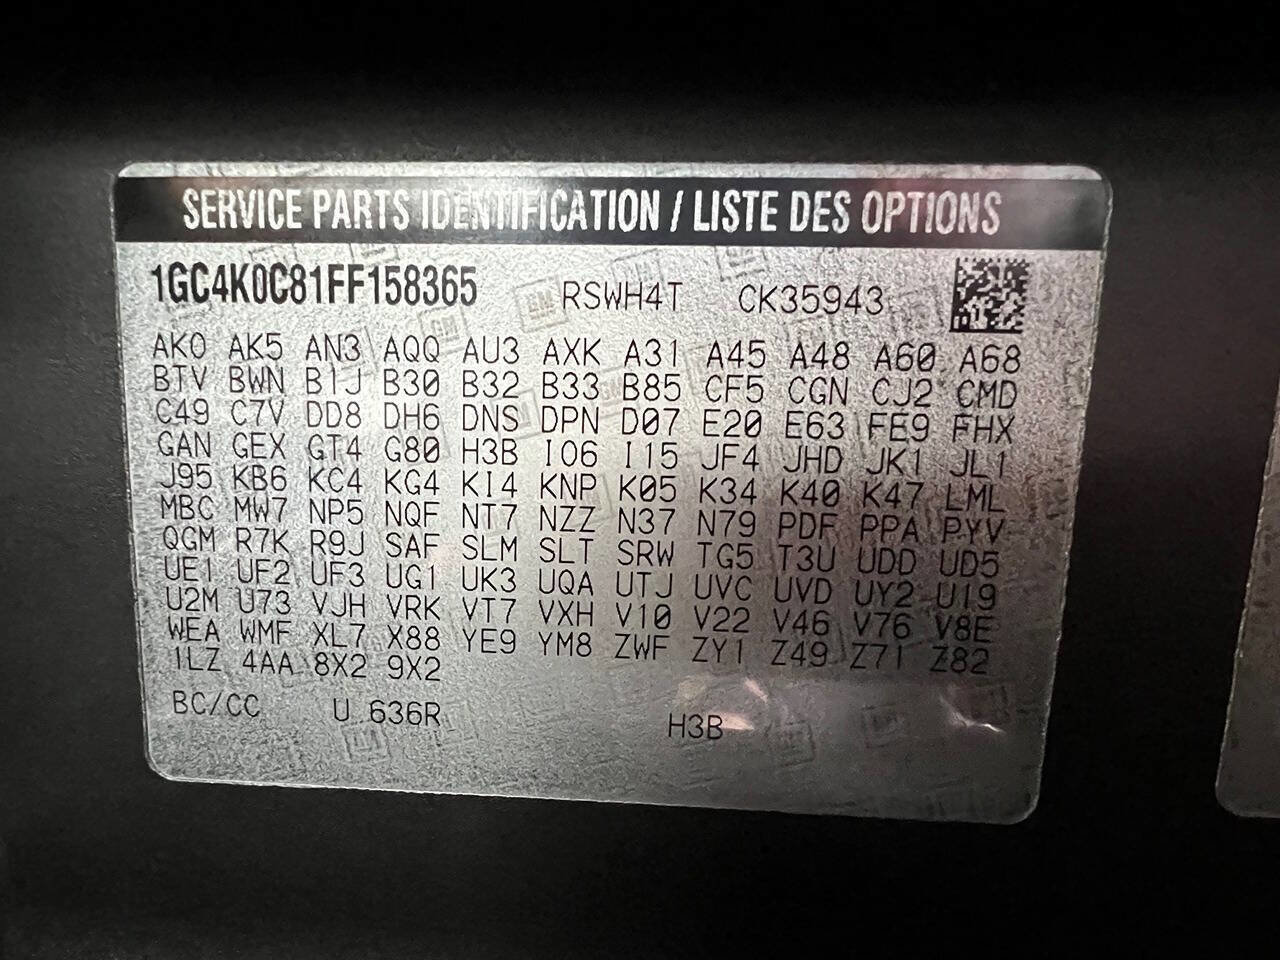 SERVICE PARTS IDENTIFICATION / LISTE DES OPTIONS
1GC4K0C81FF158365 RSWH4T CK35943
AK0 AK5 AN3 AQQ AU3 AXK A31 A45 A48 A60 A68
BTV BWN B1J B30 B32 B33 B85 CF5 CGN CJ2 CMD
C49 C7V DD8 DH6 DNS DPN D07 E20 E63 FE9 FHX
GAN GEX GT4 G80 H3B I06 I15 JF4 JHD JK1 JL1
J95 KB6 KC4 KG4 KI4 KNP K05 K34 K40 K47 LML
MBC MW7 NP5 NQF NT7 NZZ N37 N79 PDF PPA PYV
QGM R7K R9J SAF SLM SLT SRW TG5 T3U UDD UD5
UE1 UF2 UF3 UG1 UK3 UQA UTJ UVC UVD UY2 U19
U2M U73 VJH VRK VT7 VXH V10 V22 V46 V76 V8E
WEA WMF XL7 X88 YE9 YM8 ZWF ZY1 Z49 Z71 Z82
1LZ 4AA 8X2 9X2
BC/CC U 636R H3B